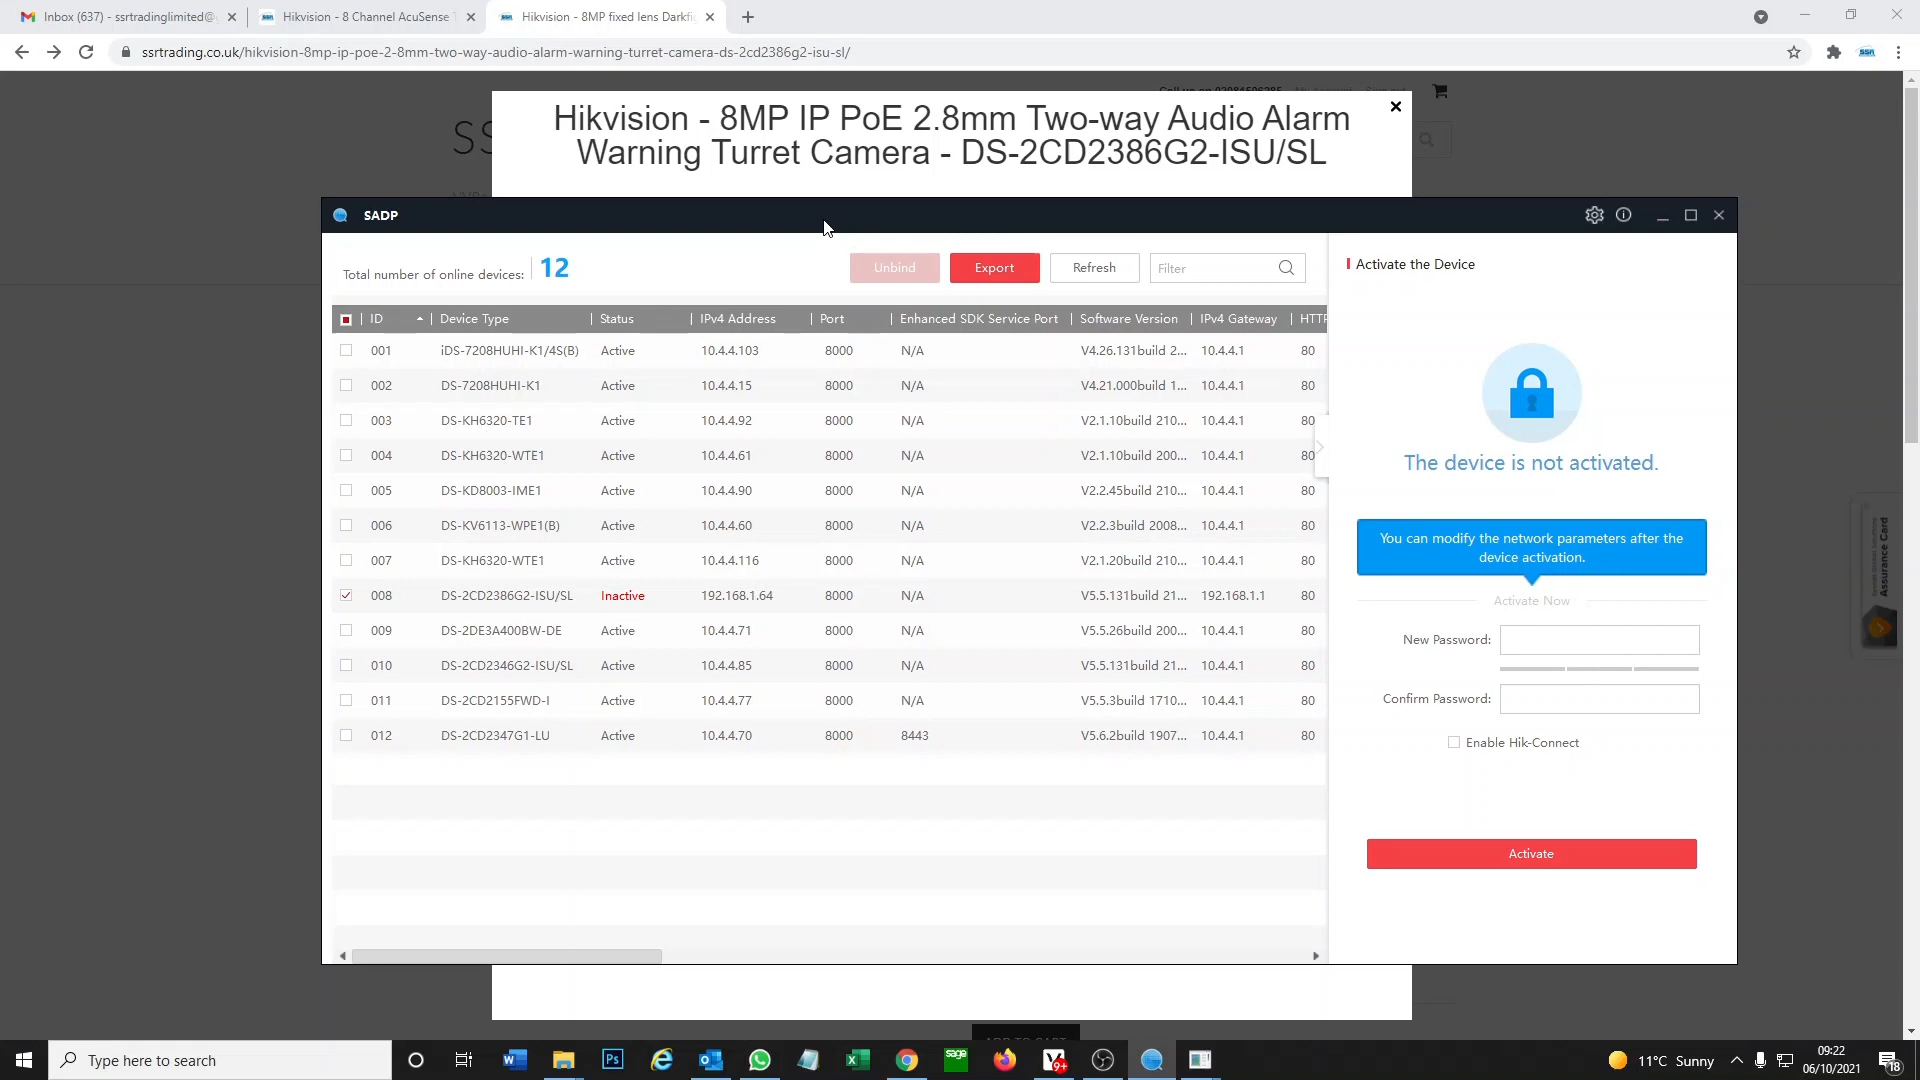 Inbox (637) - ssrtradinglimited@
Hikvision - 8 Channel AcuSense
Hikvision - 8MP fixed lens Darkfi
ssrtrading.co.uk/hikvision-8mp-ip-poe-2-8mm-two-way-audio-alarm-warning-turret-camera-ds-2cd2386g2-isu-sl/
Hikvision - 8MP IP PoE 2.8mm Two-way Audio Alarm
Warning Turret Camera - DS-2CD2386G2-ISU/SL
SADP
Total number of online devices: 12
Unbind Export Refresh Filter
ID Device Type Status IPv4 Address Port Enhanced SDK Service Port Software Version IPv4 Gateway HTTP
001 iDS-7208HUHI-K1/4S(B) Active 10.4.4.103 8000 N/A V4.26.131build 2... 10.4.4.1 80
002 DS-7208HUHI-K1 Active 10.4.4.15 8000 N/A V4.21.000build 1... 10.4.4.1 80
003 DS-KH6320-TE1 Active 10.4.4.92 8000 N/A V2.1.10build 210... 10.4.4.1 80
004 DS-KH6320-WTE1 Active 10.4.4.61 8000 N/A V2.1.10build 200... 10.4.4.1 80
005 DS-KD8003-IME1 Active 10.4.4.90 8000 N/A V2.2.45build 210... 10.4.4.1 80
006 DS-KV6113-WPE1(B) Active 10.4.4.60 8000 N/A V2.2.3build 2008... 10.4.4.1 80
007 DS-KH6320-WTE1 Active 10.4.4.116 8000 N/A V2.1.20build 210... 10.4.4.1 80
008 DS-2CD2386G2-ISU/SL Inactive 192.168.1.64 8000 N/A V5.5.131build 21... 192.168.1.1 80
009 DS-2DE3A400BW-DE Active 10.4.4.71 8000 N/A V5.5.26build 200... 10.4.4.1 80
010 DS-2CD2346G2-ISU/SL Active 10.4.4.85 8000 N/A V5.5.131build 21... 10.4.4.1 80
011 DS-2CD2155FWD-I Active 10.4.4.77 8000 N/A V5.5.3build 1710... 10.4.4.1 80
012 DS-2CD2347G1-LU Active 10.4.4.70 8000 8443 V5.6.2build 1907... 10.4.4.1 80
Activate the Device
The device is not activated.
You can modify the network parameters after the
device activation.
Activate Now
New Password:
Confirm Password:
Enable Hik-Connect
Activate
Assurance Card
Type here to search
11°C Sunny
09:22
06/10/2021
18